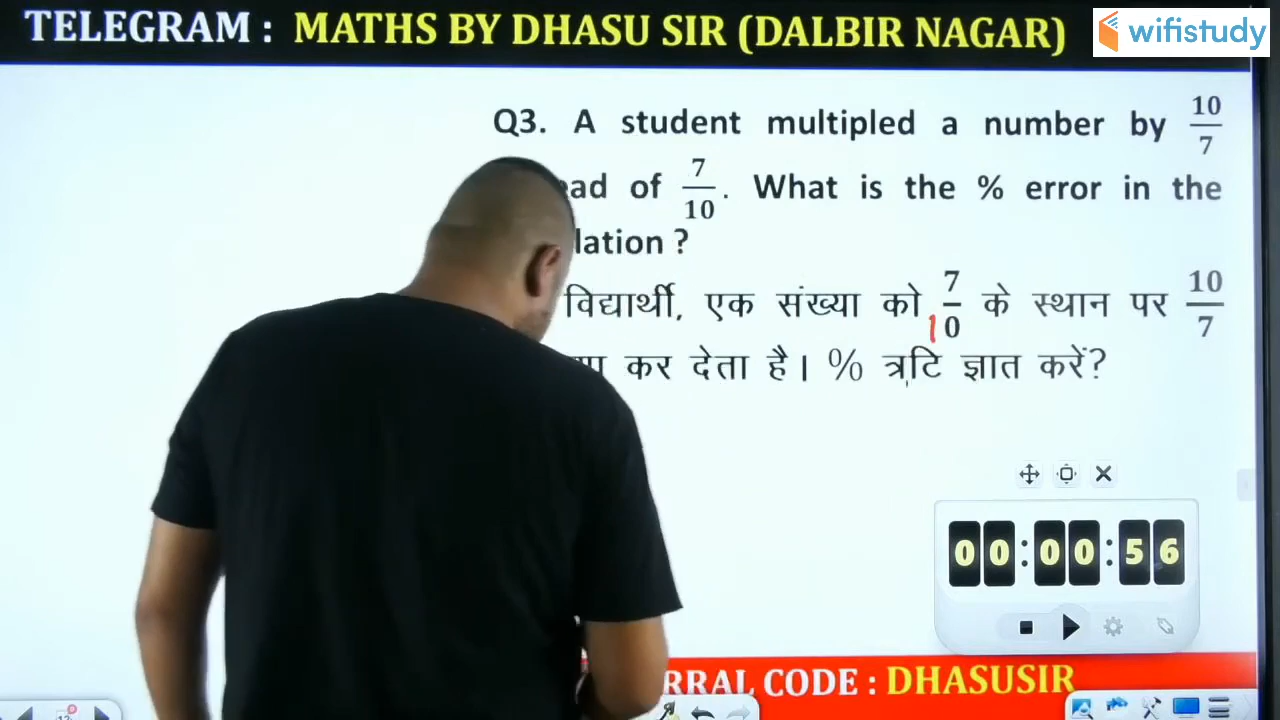 TELEGRAM : MATHS BY DHASU SIR (DALBIR NAGAR)
wifistudy
Q3. A student multipled a number by 10/7
ad of 7/10. What is the % error in the
lation ?
विद्यार्थी, एक संख्या को 7/10 के स्थान पर 10/7
कर देता है। % त्रुटि ज्ञात करें?
00:00:56
RRAL CODE : DHASUSIR